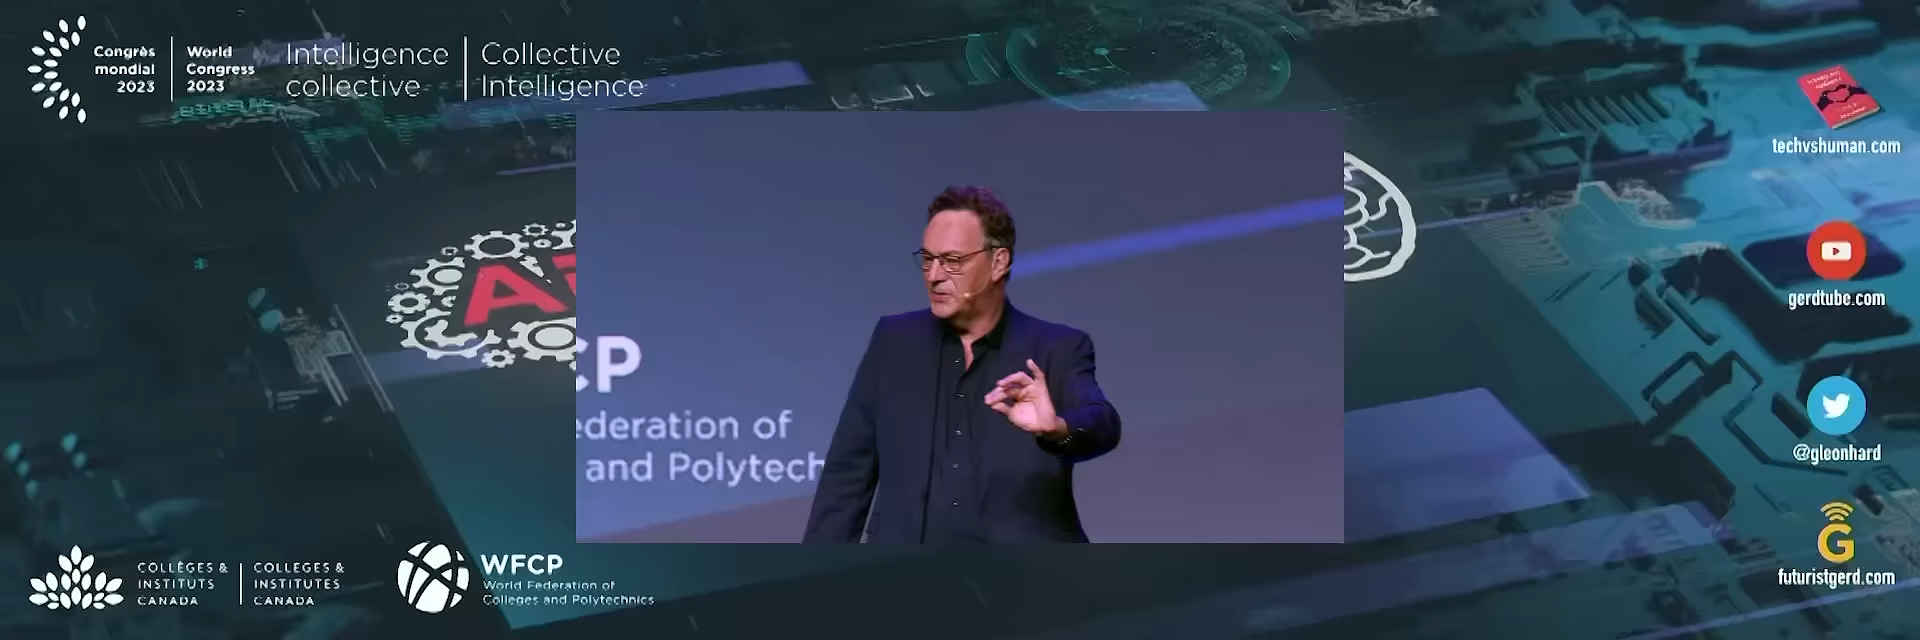 Congrès
mondial
2023
World
Congress
2023
Intelligence
collective
Collective
Intelligence
techvshuman.com
gerdtube.com
CP
ederation of
and Polytech
@gleonhard
futuristgerd.com
COLLÈGES &
INSTITUTS
CANADA
COLLEGES &
INSTITUTES
CANADA
WFCP
World Federation of
Colleges and Polytechnics